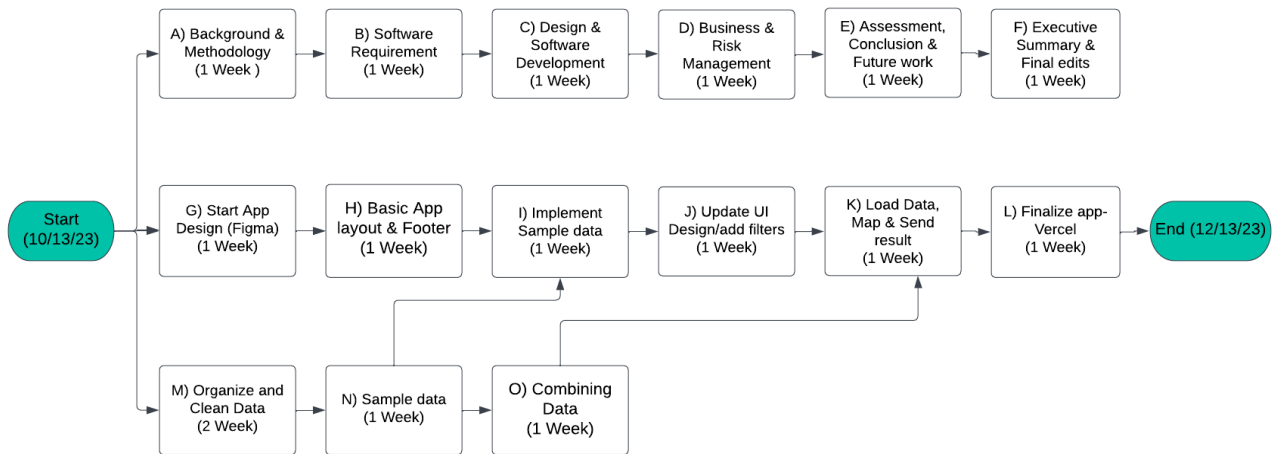 A) Background &
Methodology
(1 Week )
B) Software
Requirement
(1 Week)
C) Design &
Software
Development
(1 Week)
D) Business &
Risk
Management
(1 Week)
E) Assessment,
Conclusion &
Future work
(1 Week)
F) Executive
Summary &
Final edits
(1 Week)
Start
(10/13/23)
G) Start App
Design (Figma)
(1 Week)
H) Basic App
layout & Footer
(1 Week)
I) Implement
Sample data
(1 Week)
J) Update UI
Design/add filters
(1 Week)
K) Load Data,
Map & Send
result
(1 Week)
L) Finalize app-
Vercel
(1 Week)
End (12/13/23)
M) Organize and
Clean Data
(2 Week)
N) Sample data
(1 Week)
O) Combining
Data
(1 Week)